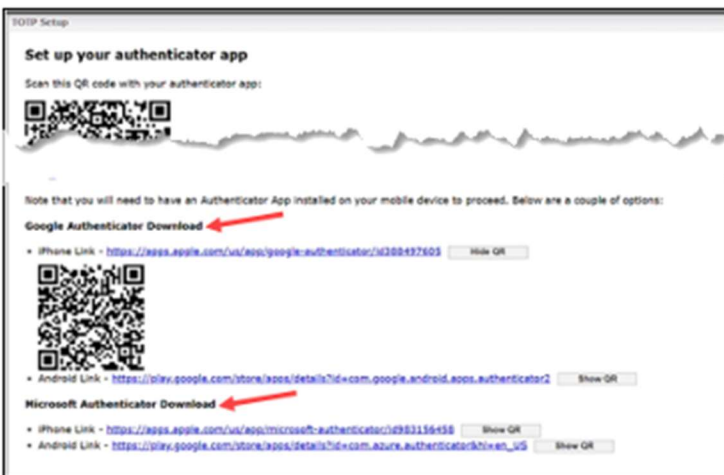 TOTP Setup
Set up your authenticator app
Scan this QR code with your authenticator app:
Note that you will need to have an Authenticator App installed on your mobile device to proceed. Below are a couple of options:
Google Authenticator Download
• iPhone Link - https://apps.apple.com/us/app/google-authenticator/id388497605 Hide QR
• Android Link - https://play.google.com/store/apps/details?id=com.google.android.apps.authenticator2 Show QR
Microsoft Authenticator Download
• iPhone Link - https://apps.apple.com/us/app/microsoft-authenticator/id983156458 Show QR
• Android Link - https://play.google.com/store/apps/details?id=com.azure.authenticator&hl=en_US Show QR